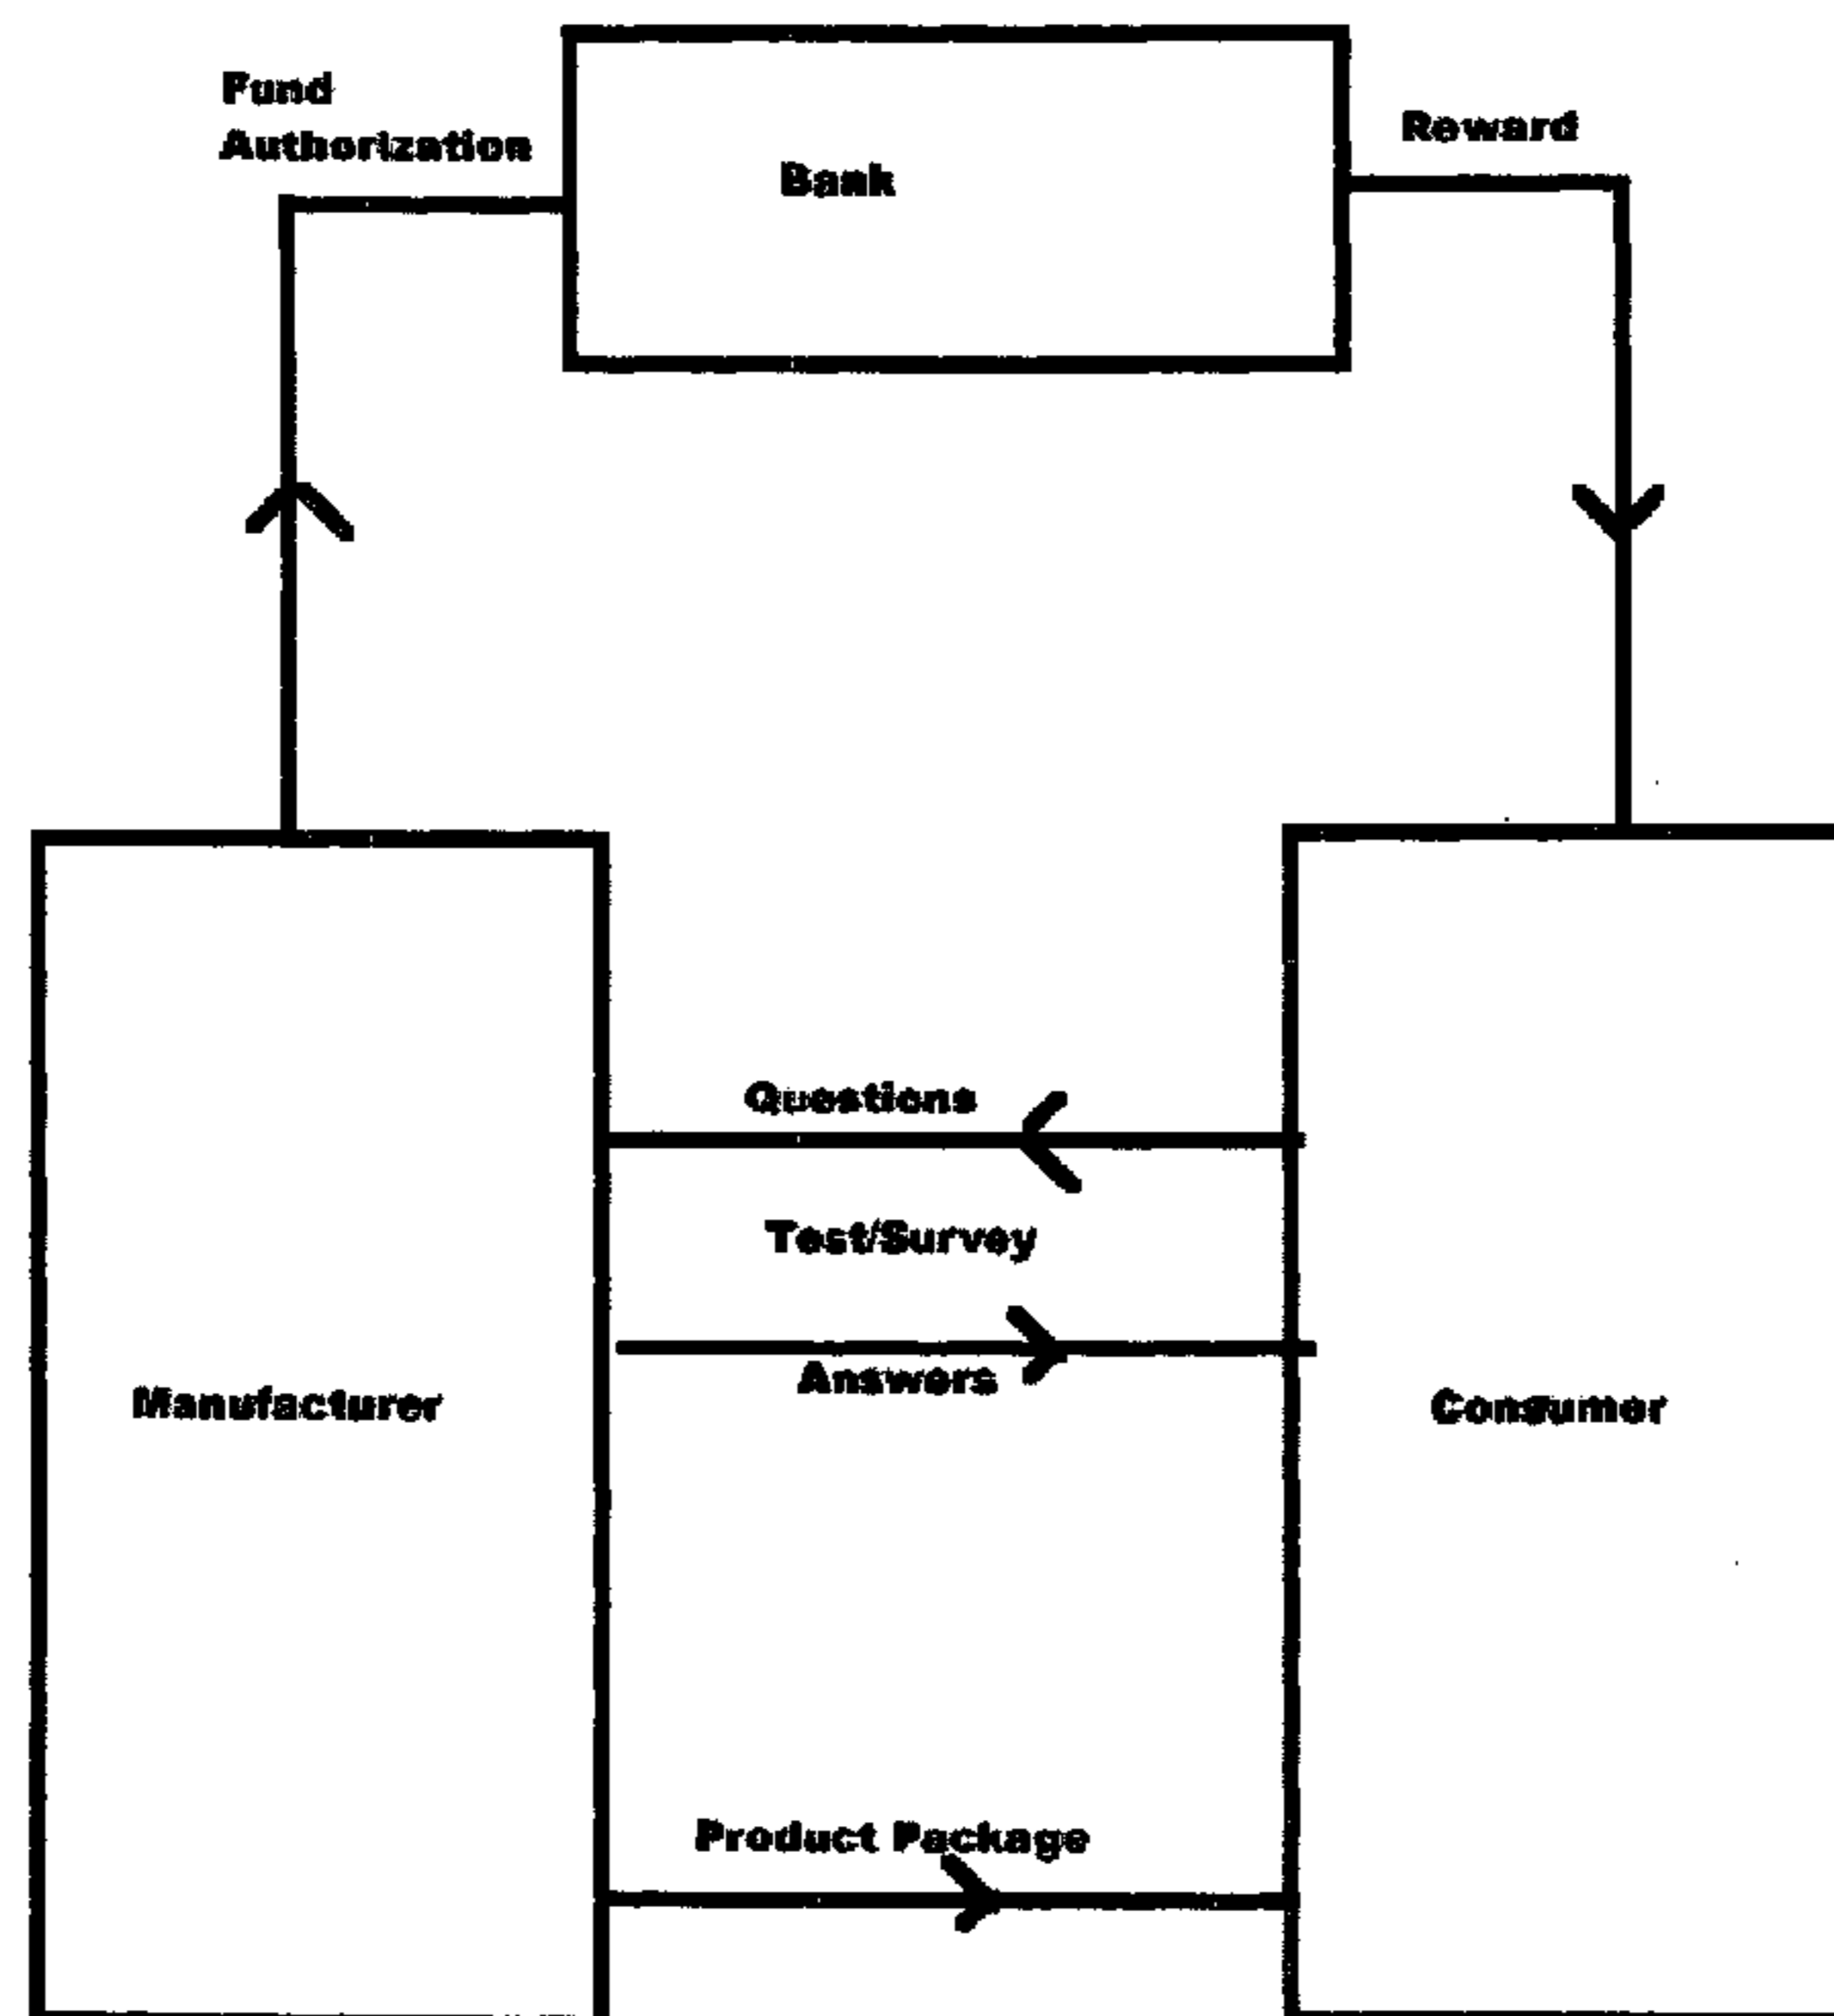 Fund
Authorization
Reward
Bank
Questions
Test/Survey
Answers
Manufacturer
Consumer
Product Package